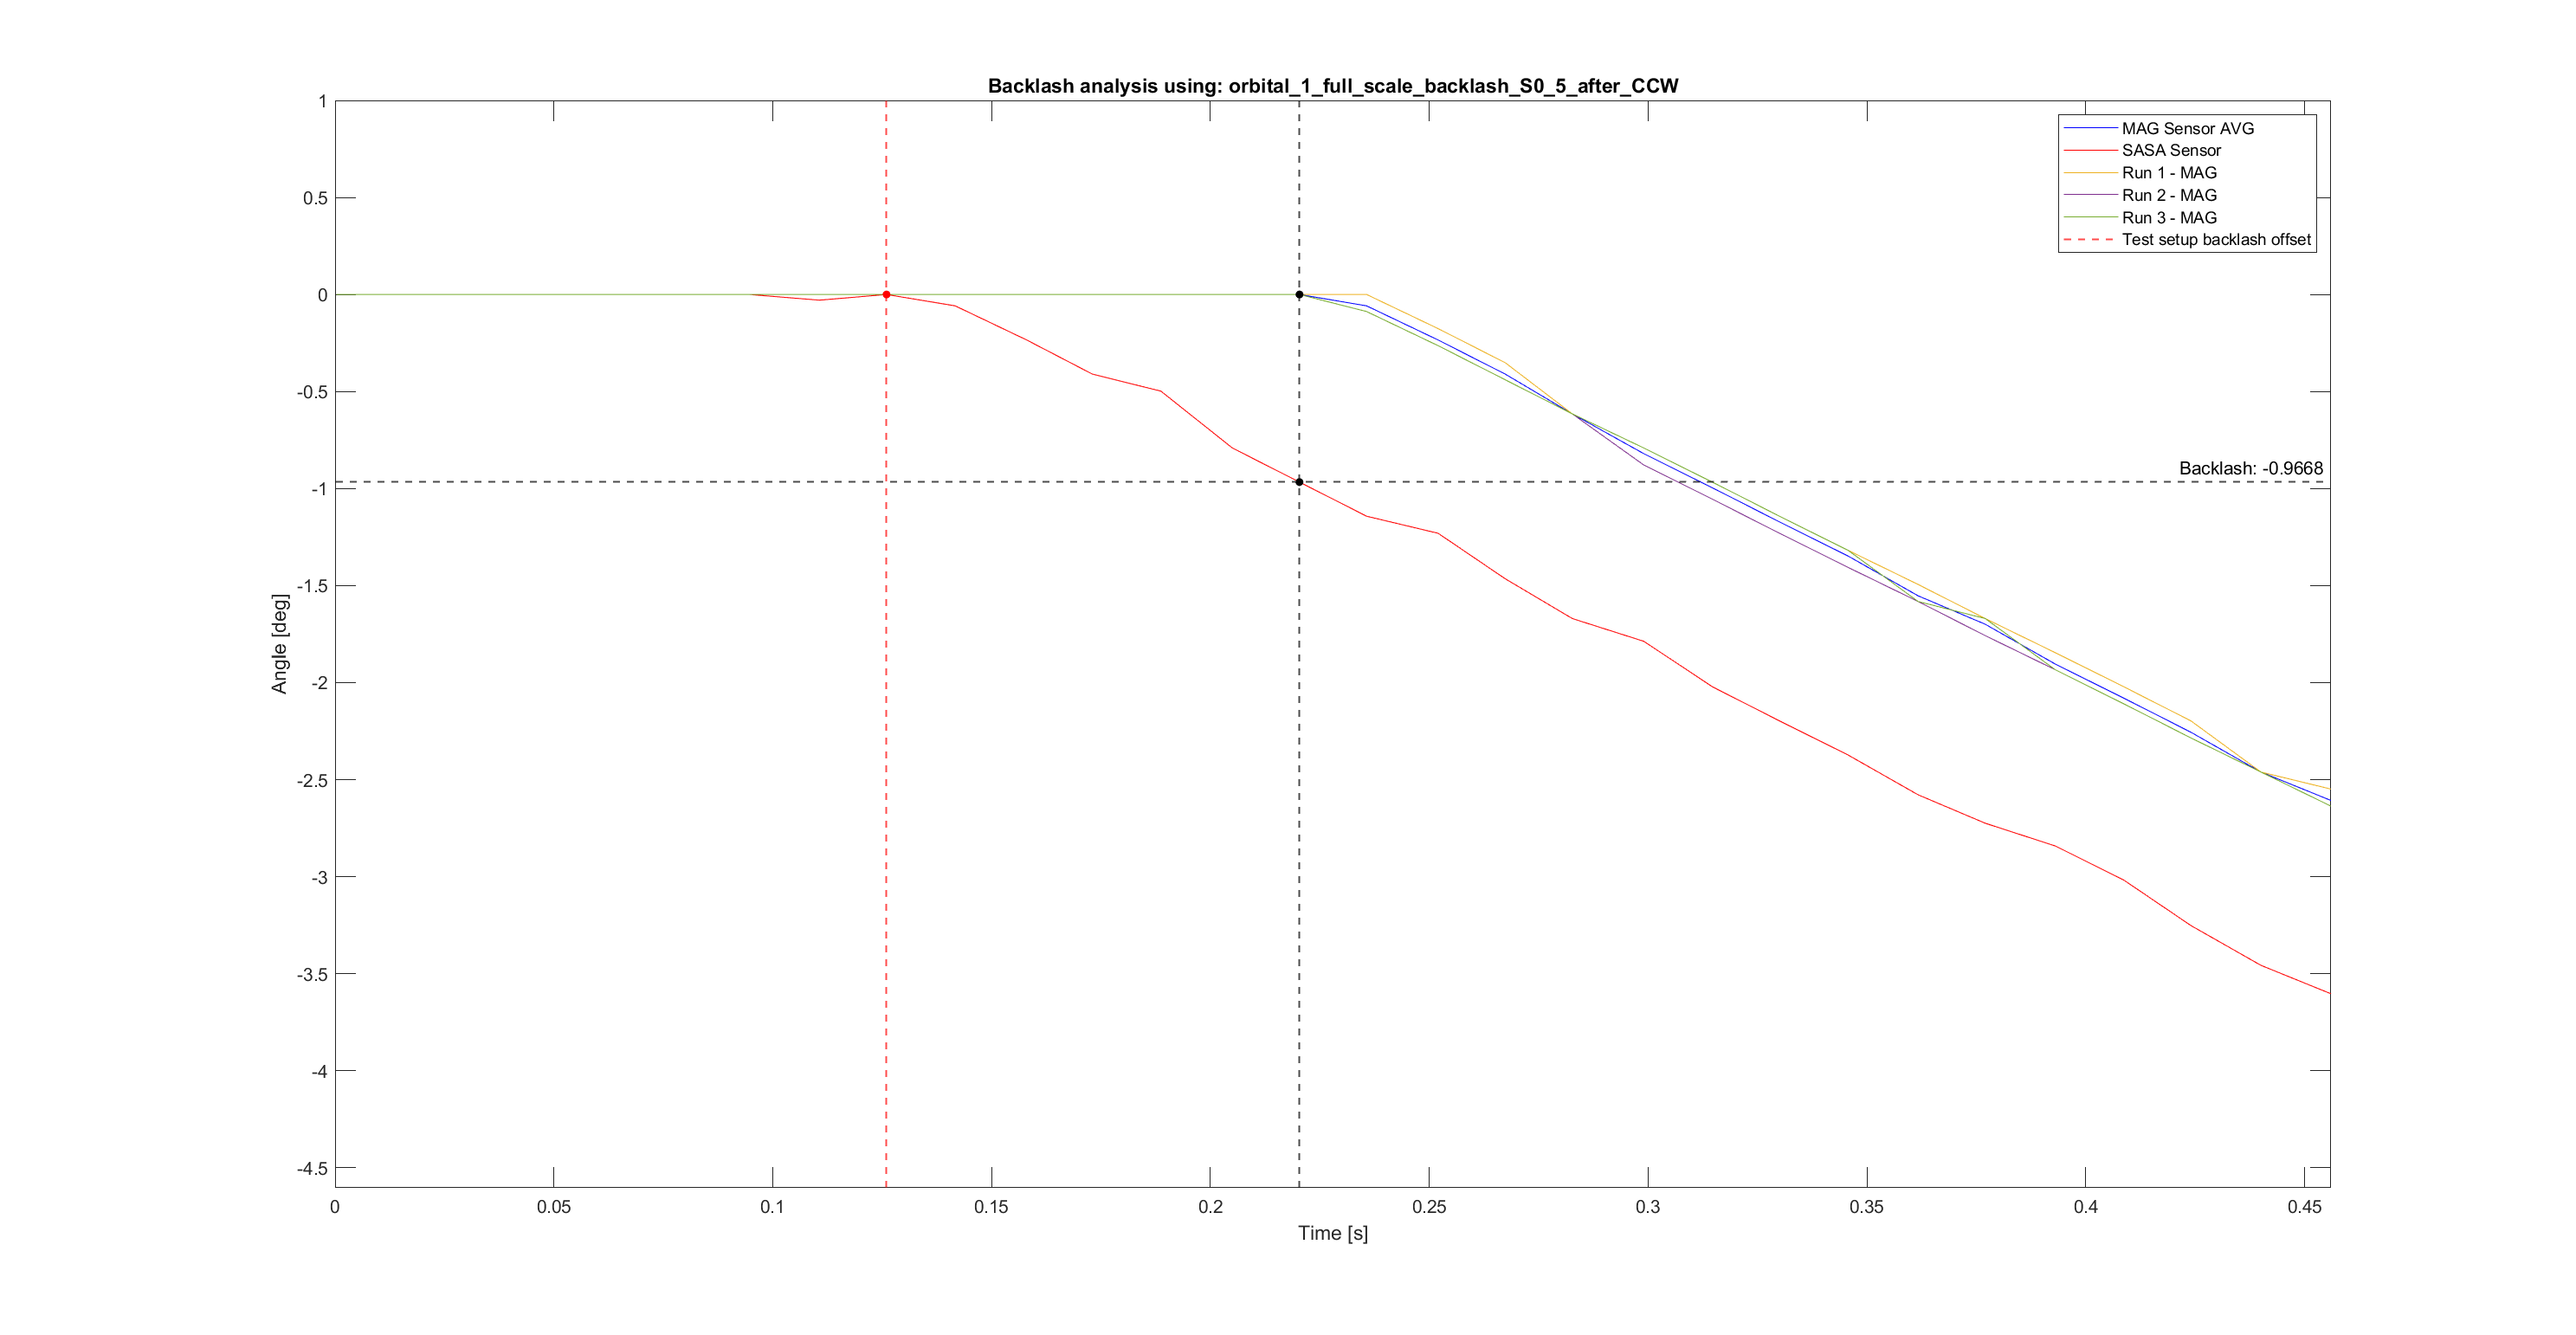 Backlash analysis using: orbital_1_full_scale_backlash_S0_5_after_CCW
MAG Sensor AVG
SASA Sensor
Run 1 - MAG
Run 2 - MAG
Run 3 - MAG
Test setup backlash offset
1
0.5
0
-0.5
-1
-1.5
-2
-2.5
-3
-3.5
-4
-4.5
Angle [deg]
Backlash: -0.9668
0
0.05
0.1
0.15
0.2
0.25
0.3
0.35
0.4
0.45
Time [s]